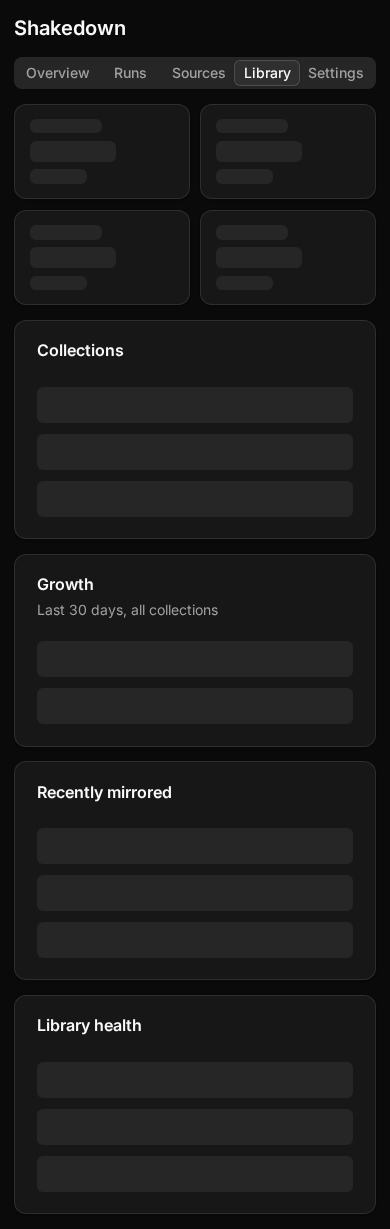 Shakedown
Overview Runs Sources Library Settings
Collections
Growth
Last 30 days, all collections
Recently mirrored
Library health